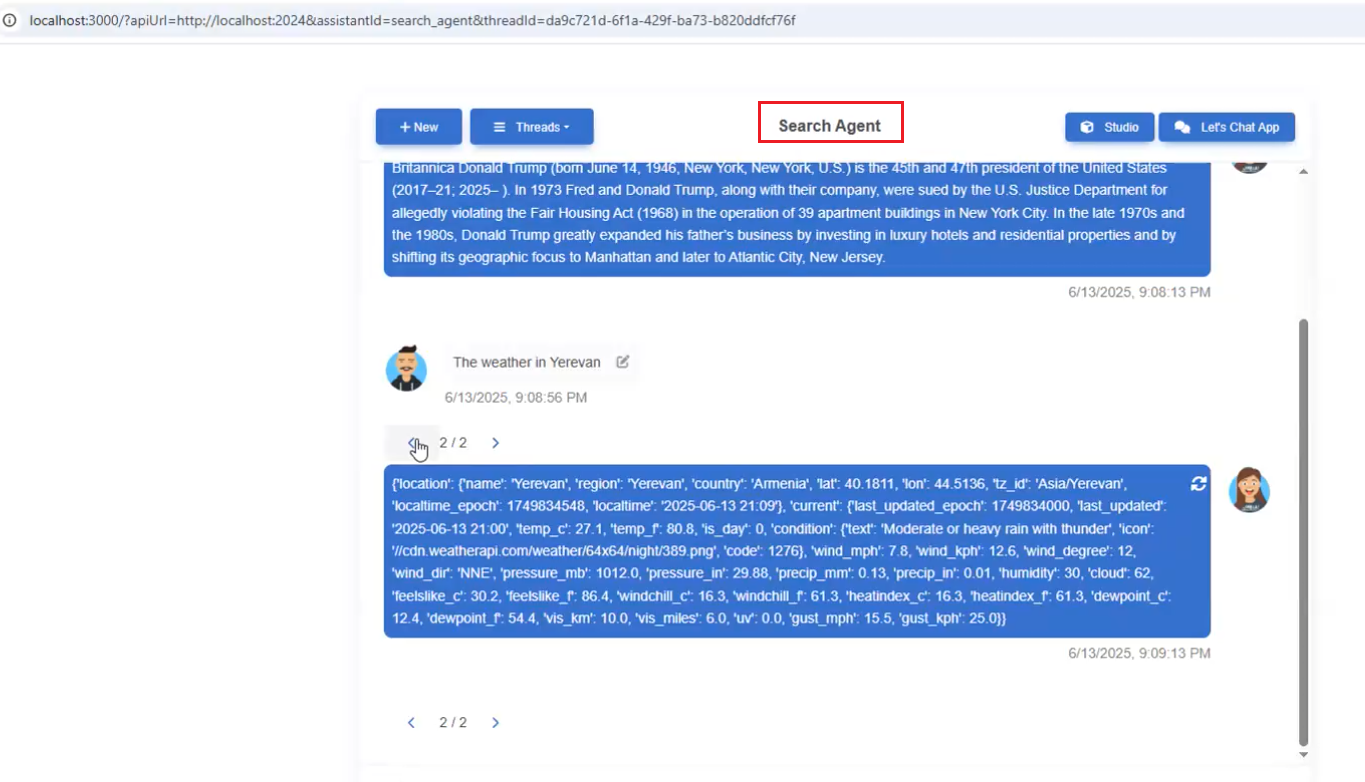 localhost:3000/?apiUrl=http://localhost:2024&assistantId=search_agent&threadId=da9c721d-6f1a-429f-ba73-b820ddfcf76f
+ New
Threads
Search Agent
Studio
Let's Chat App
Britannica Donald Trump (born June 14, 1946, New York, New York, U.S.) is the 45th and 47th president of the United States
(2017–21; 2025– ). In 1973 Fred and Donald Trump, along with their company, were sued by the U.S. Justice Department for
allegedly violating the Fair Housing Act (1968) in the operation of 39 apartment buildings in New York City. In the late 1970s and
the 1980s, Donald Trump greatly expanded his father's business by investing in luxury hotels and residential properties and by
shifting its geographic focus to Manhattan and later to Atlantic City, New Jersey.
6/13/2025, 9:08:13 PM
The weather in Yerevan
6/13/2025, 9:08:56 PM
2 / 2
{'location': {'name': 'Yerevan', 'region': 'Yerevan', 'country': 'Armenia', 'lat': 40.1811, 'lon': 44.5136, 'tz_id': 'Asia/Yerevan',
'localtime_epoch': 1749834548, 'localtime': '2025-06-13 21:09'}, 'current': {'last_updated_epoch': 1749834000, 'last_updated':
'2025-06-13 21:00', 'temp_c': 27.1, 'temp_f': 80.8, 'is_day': 0, 'condition': {'text': 'Moderate or heavy rain with thunder', 'icon':
'//cdn.weatherapi.com/weather/64x64/night/389.png', 'code': 1276}, 'wind_mph': 7.8, 'wind_kph': 12.6, 'wind_degree': 12,
'wind_dir': 'NNE', 'pressure_mb': 1012.0, 'pressure_in': 29.88, 'precip_mm': 0.13, 'precip_in': 0.01, 'humidity': 30, 'cloud': 62,
'feelslike_c': 30.2, 'feelslike_f': 86.4, 'windchill_c': 16.3, 'windchill_f': 61.3, 'heatindex_c': 16.3, 'heatindex_f': 61.3, 'dewpoint_c':
12.4, 'dewpoint_f': 54.4, 'vis_km': 10.0, 'vis_miles': 6.0, 'uv': 0.0, 'gust_mph': 15.5, 'gust_kph': 25.0}}
6/13/2025, 9:09:13 PM
2 / 2